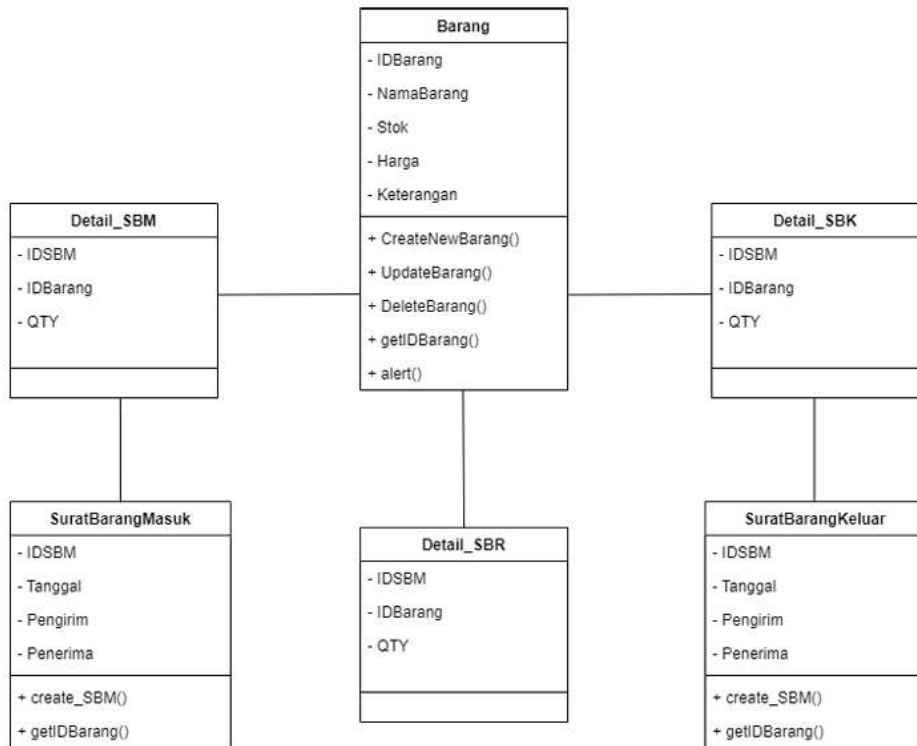 Barang
- IDBarang
- NamaBarang
- Stok
- Harga
- Keterangan
+ CreateNewBarang()
+ UpdateBarang()
+ DeleteBarang()
+ getIDBarang()
+ alert()
Detail_SBM
- IDSBM
- IDBarang
- QTY
Detail_SBK
- IDSBM
- IDBarang
- QTY
SuratBarangMasuk
- IDSBM
- Tanggal
- Pengirim
- Penerima
+ create_SBM()
+ getIDBarang()
Detail_SBR
- IDSBM
- IDBarang
- QTY
SuratBarangKeluar
- IDSBM
- Tanggal
- Pengirim
- Penerima
+ create_SBM()
+ getIDBarang()